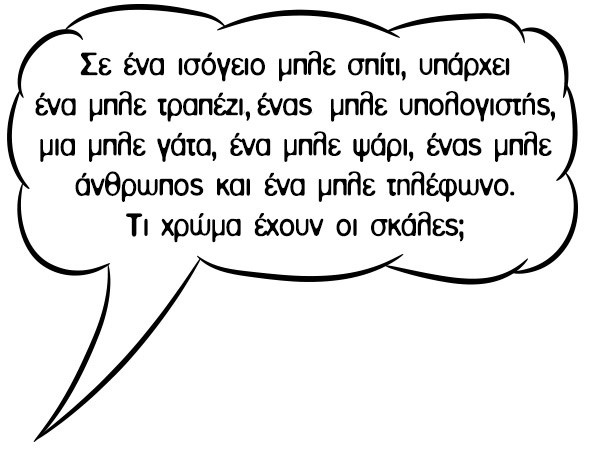 Σε ένα ισόγειο μπλε σπίτι, υπάρχει
ένα μπλε τραπέζι, ένας μπλε υπολογιστής,
μια μπλε γάτα, ένα μπλε ψάρι, ένας μπλε
άνθρωπος και ένα μπλε τηλέφωνο.
Τι χρώμα έχουν οι σκάλες;